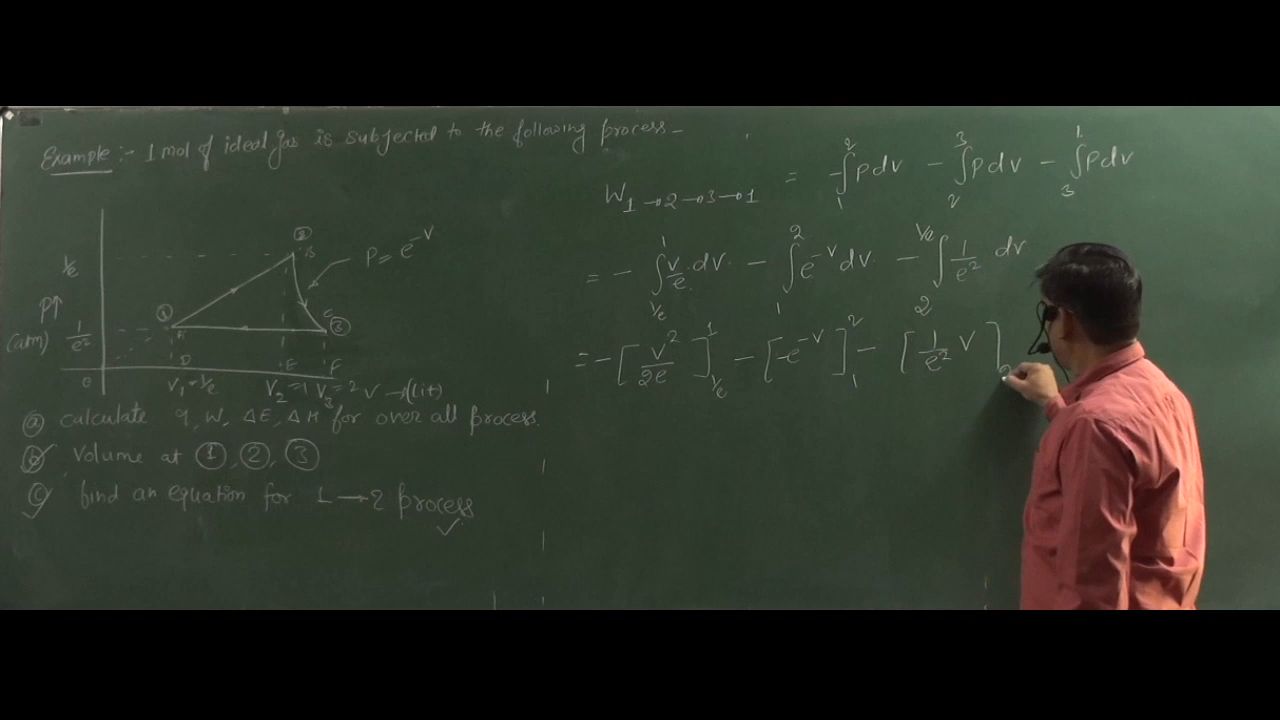 Example :- 1 mol of ideal gas is subjected to the following process -
W1→2→3→1 = -∫₁² Pdv - ∫₂³ Pdv - ∫₃¹ Pdv
② B P = e^-V
1/e
= - ∫_{1/e}^{1} V/e . dV - ∫₁² e^-V dV - ∫₂^{1/e} 1/e² dV
P↑
(atm) 1/e² ① A C ③
= - [V²/2e]_{1/e}^{1} - [-e^-V]₁² - [1/e² V]
O D E F
V₁ = 1/e V₂ = 1 V₃ = 2 V → (lit)
(a) calculate q, W, ΔE, ΔH for over all process.
(b) Volume at ①, ②, ③
(c) find an equation for 1 → 2 process